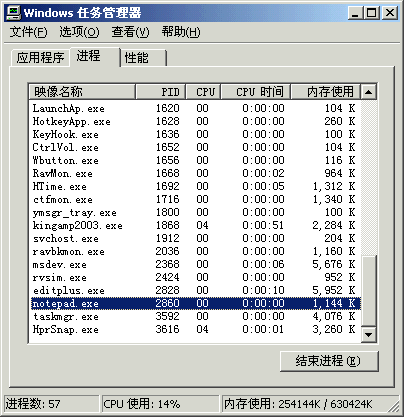 Windows 任务管理器
文件(F) 选项(O) 查看(V) 帮助(H)
应用程序 进程 性能
映像名称 PID CPU CPU 时间 内存使用
LaunchAp.exe 1620 00 0:00:00 104 K
HotkeyApp.exe 1628 00 0:00:00 260 K
KeyHook.exe 1636 00 0:00:00 100 K
CtrlVol.exe 1652 00 0:00:00 104 K
Wbutton.exe 1656 00 0:00:00 116 K
RavMon.exe 1668 00 0:00:02 964 K
HTime.exe 1692 00 0:00:05 1,312 K
ctfmon.exe 1716 00 0:00:00 1,340 K
ymsgr_tray.exe 1800 00 0:00:00 100 K
kingamp2003.exe 1868 04 0:00:51 2,284 K
svchost.exe 1912 00 0:00:00 204 K
ravbkmon.exe 2036 00 0:00:00 1,160 K
msdev.exe 2368 00 0:00:06 5,676 K
rvsim.exe 2424 00 0:00:00 952 K
editplus.exe 2828 00 0:00:10 5,952 K
notepad.exe 2860 00 0:00:00 1,144 K
taskmgr.exe 3592 00 0:00:00 4,076 K
HprSnap.exe 3616 04 0:00:01 3,260 K
结束进程(E)
进程数: 57 CPU 使用: 14% 内存使用: 254144K / 630424K